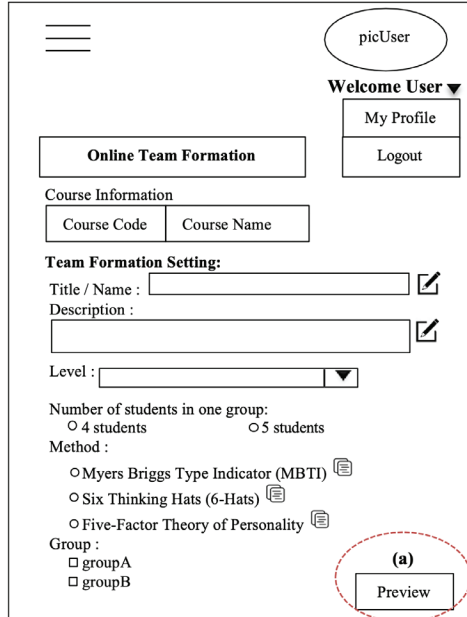 picUser
Welcome User
My Profile
Logout
Online Team Formation
Course Information
Course Code Course Name
Team Formation Setting:
Title / Name :
Description :
Level :
Number of students in one group:
4 students 5 students
Method :
Myers Briggs Type Indicator (MBTI)
Six Thinking Hats (6-Hats)
Five-Factor Theory of Personality
Group :
groupA
groupB
(a)
Preview